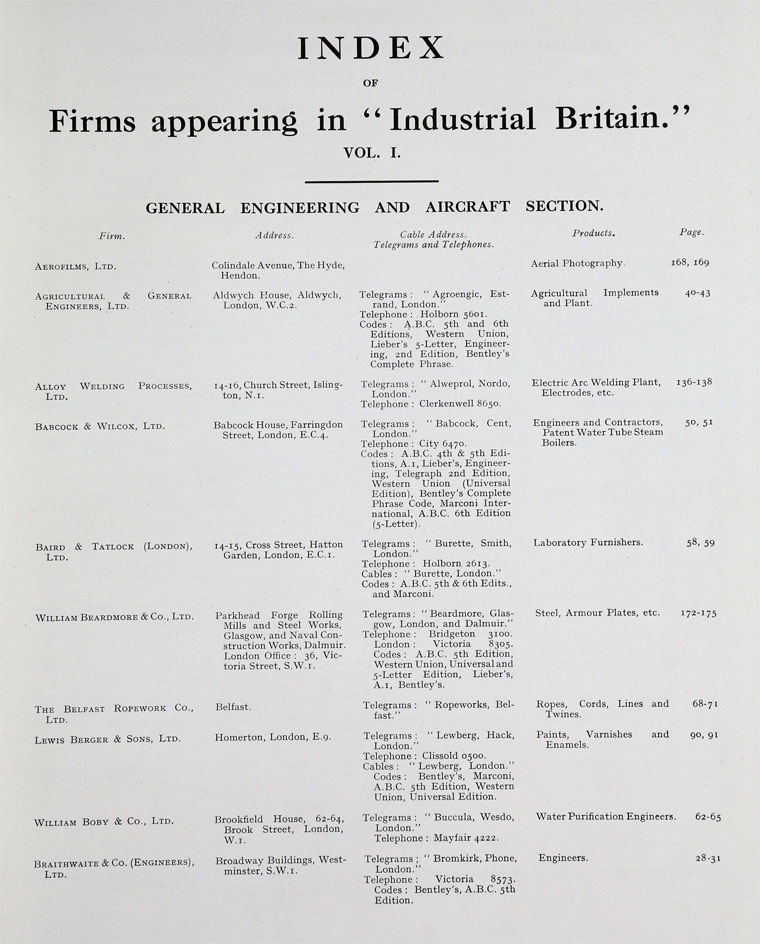 INDEX
OF
Firms appearing in “Industrial Britain.”
VOL. I.
GENERAL ENGINEERING AND AIRCRAFT SECTION.
Firm. Address. Cable Address. Products. Page.
Telegrams and Telephones.
AEROFILMS, LTD. Colindale Avenue, The Hyde, Aerial Photography. 168, 169
Hendon.
AGRICULTURAL & GENERAL Aldwych House, Aldwych, Telegrams : “ Agroengic, Est- Agricultural Implements 40-43
ENGINEERS, LTD. London, W.C.2. rand, London.” and Plant.
Telephone : Holborn 5601.
Codes : A.B.C. 5th and 6th
Editions, Western Union,
Lieber's 5-Letter, Engineer-
ing, 2nd Edition, Bentley's
Complete Phrase.
ALLOY WELDING PROCESSES, 14-16, Church Street, Isling- Telegrams : “ Alweprol, Nordo, Electric Arc Welding Plant, 136-138
LTD. ton, N.1. London.” Electrodes, etc.
Telephone : Clerkenwell 8650.
BABCOCK & WILCOX, LTD. Babcock House, Farringdon Telegrams : “ Babcock, Cent, Engineers and Contractors, 50, 51
Street, London, E.C.4. London.” Patent Water Tube Steam
Telephone : City 6470. Boilers.
Codes : A.B.C. 4th & 5th Edi-
tions, A.1, Lieber's, Engineer-
ing, Telegraph 2nd Edition,
Western Union (Universal
Edition), Bentley's Complete
Phrase Code, Marconi Inter-
national, A.B.C. 6th Edition
(5-Letter).
BAIRD & TATLOCK (LONDON), 14-15, Cross Street, Hatton Telegrams : “ Burette, Smith, Laboratory Furnishers. 58, 59
LTD. Garden, London, E.C.1. London.”
Telephone : Holborn 2613.
Cables : “ Burette, London.”
Codes : A.B.C. 5th & 6th Edits.,
and Marconi.
WILLIAM BEARDMORE & CO., LTD. Parkhead Forge Rolling Telegrams : “ Beardmore, Glas- Steel, Armour Plates, etc. 172-175
Mills and Steel Works, gow, London, and Dalmuir.”
Glasgow, and Naval Con- Telephone : Bridgeton 3100.
struction Works, Dalmuir. London : Victoria 8305.
London Office : 36, Vic- Codes : A.B.C. 5th Edition,
toria Street, S.W.1. Western Union, Universal and
5-Letter Edition, Lieber's,
A.1, Bentley's.
THE BELFAST ROPEWORK CO., Belfast. Telegrams : “ Ropeworks, Bel- Ropes, Cords, Lines and 68-71
LTD. fast.” Twines.
LEWIS BERGER & SONS, LTD. Homerton, London, E.9. Telegrams : “ Lewberg, Hack, Paints, Varnishes and 90, 91
London.” Enamels.
Telephone : Clissold 0500.
Cables : “ Lewberg, London.”
Codes : Bentley's, Marconi,
A.B.C. 5th Edition, Western
Union, Universal Edition.
WILLIAM BOBY & CO., LTD. Brookfield House, 62-64, Telegrams : “ Buccula, Wesdo, Water Purification Engineers. 62-65
Brook Street, London, London.”
W.1. Telephone : Mayfair 4222.
BRAITHWAITE & CO. (ENGINEERS), Broadway Buildings, West- Telegrams ; “ Bromkirk, Phone, Engineers. 28-31
LTD. minster, S.W.1. London.”
Telephone : Victoria 8573.
Codes : Bentley's, A.B.C. 5th
Edition.